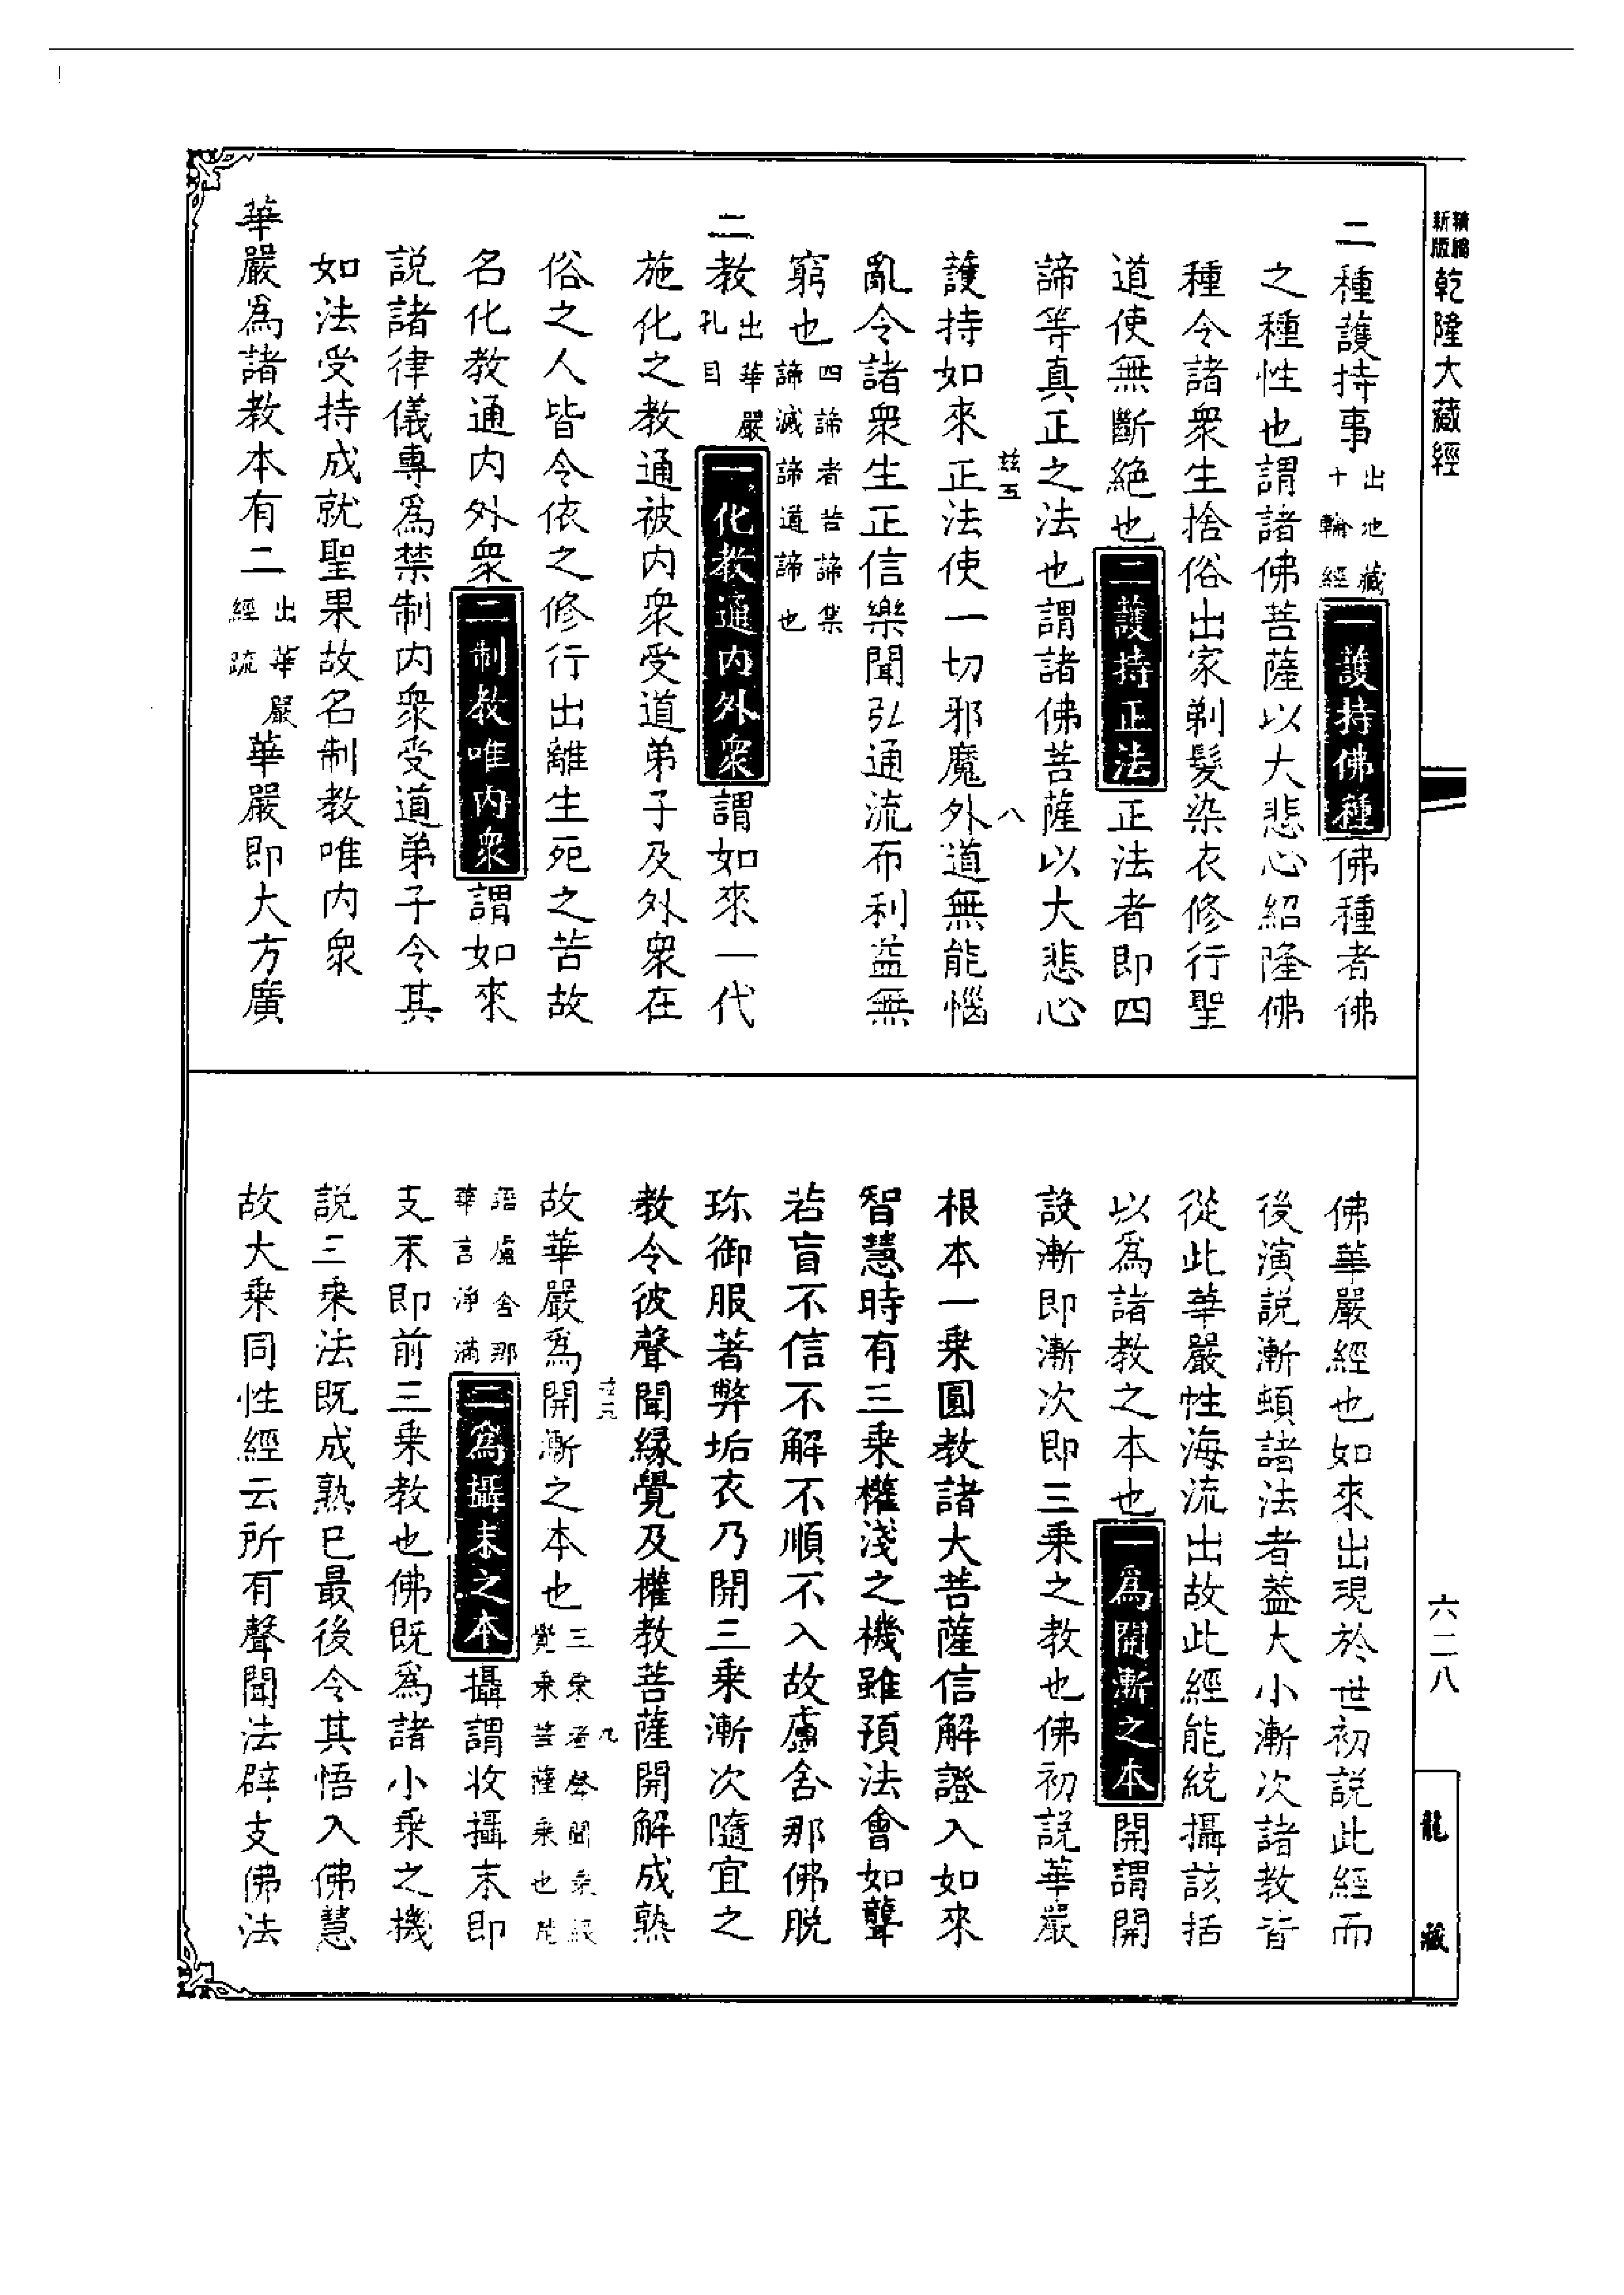 精縮新版乾隆大藏經
二種護持事出地藏十輪經一護持佛種佛種者佛
之種性也謂諸佛菩薩以大悲心紹隆佛
種令諸衆生捨俗出家剃髮染衣修行聖
道使無斷絕也二護持正法正法者即四
諦等真正之法也謂諸佛菩薩以大悲心
茲五 八
護持如來正法使一切邪魔外道無能惱
亂令諸衆生正信樂聞弘通流布利益無
窮也四諦者苦諦集諦滅諦道諦也
二教出華嚴孔目一化教通内外衆謂如來一代
施化之教通被内衆受道弟子及外衆在
俗之人皆令依之修行出離生死之苦故
名化教通内外衆二制教唯内衆謂如來
説諸律儀專爲禁制内衆受道弟子令其
如法受持成就聖果故名制教唯内衆
華嚴爲諸教本有二出華嚴經疏華嚴即大方廣
佛華嚴經也如來出現於世初説此經而
後演説漸頓諸法者葢大小漸次諸教皆
從此華嚴性海流出故此經能統攝該括
以爲諸教之本也一爲開漸之本開謂開
設漸即漸次即三乘之教也佛初説華嚴
根本一乘圓教諸大菩薩信解證入如來
智慧時有三乘權淺之機雖預法會如聾
若盲不信不解不順不入故盧舍那佛脱
珍御服著弊垢衣乃開三乘漸次隨宜之
教令彼聲聞縁覺及權教菩薩開解成熟
九
故華嚴爲開漸之本也三乘者聲聞乘緣覺乘菩薩乘也梵語盧舍那華言淨滿二爲攝末之本攝謂收攝末即
支末即前三乘教也佛既爲諸小乘之機
説三乘法既成熟已最後令其悟入佛慧
故大乘同性經云所有聲聞法辟支佛法
六二八
龍藏